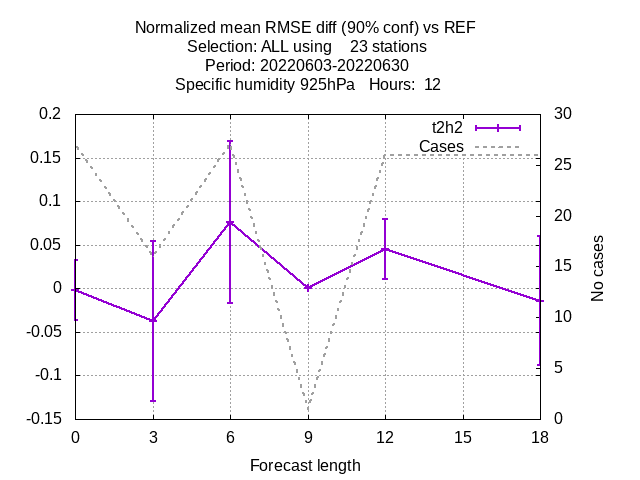 Normalized mean RMSE diff (90% conf) vs REF
Selection: ALL using    23 stations
Period: 20220603-20220630
Specific humidity 925hPa   Hours:  12
t2h2
Cases
0.2
0.15
0.1
0.05
0
-0.05
-0.1
-0.15
30
25
20
15
10
5
0
No cases
0 3 6 9 12 15 18
Forecast length